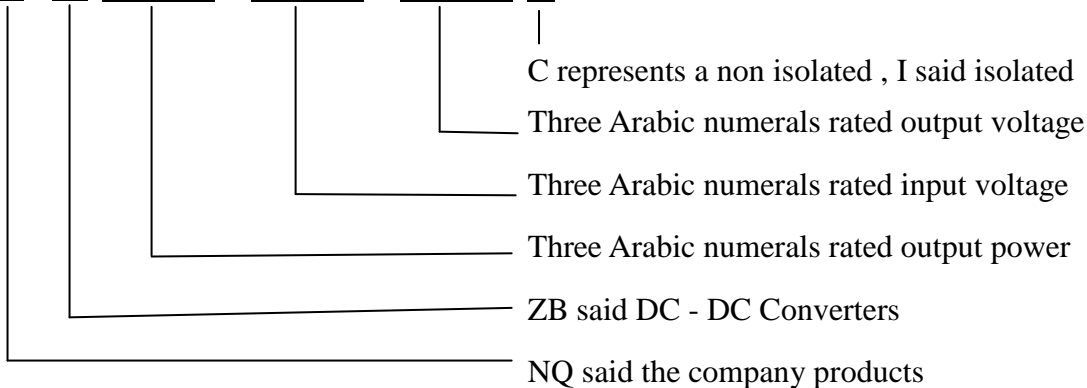 C represents a non isolated , I said isolated
Three Arabic numerals rated output voltage
Three Arabic numerals rated input voltage
Three Arabic numerals rated output power
ZB said DC - DC Converters
NQ said the company products